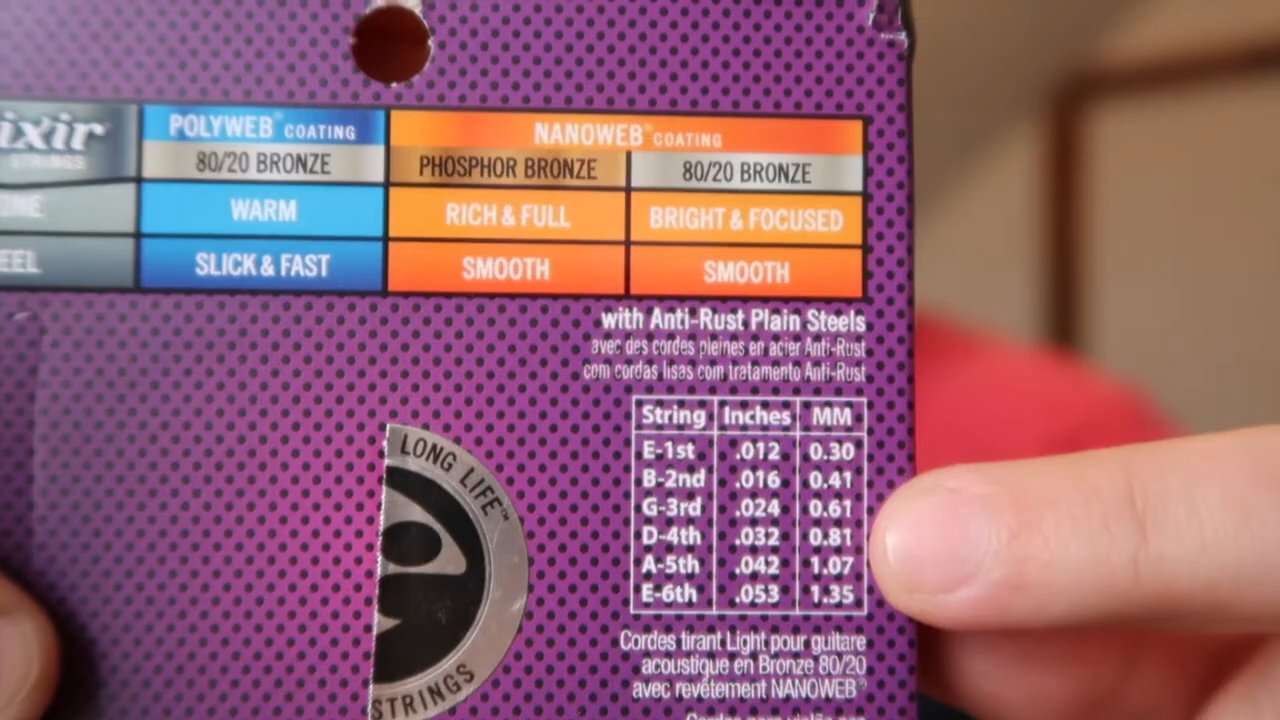 ixir POLYWEB® COATING NANOWEB® COATING
STRINGS 80/20 BRONZE PHOSPHOR BRONZE 80/20 BRONZE
ONE WARM RICH & FULL BRIGHT & FOCUSED
EEL SLICK & FAST SMOOTH SMOOTH
with Anti-Rust Plain Steels
avec des cordes pleines en acier Anti-Rust
com cordas lisas com tratamento Anti-Rust
String Inches MM
E-1st .012 0.30
B-2nd .016 0.41
G-3rd .024 0.61
D-4th .032 0.81
A-5th .042 1.07
E-6th .053 1.35
LONG LIFE™
STRINGS
Cordes tirant Light pour guitare
acoustique en Bronze 80/20
avec revêtement NANOWEB®